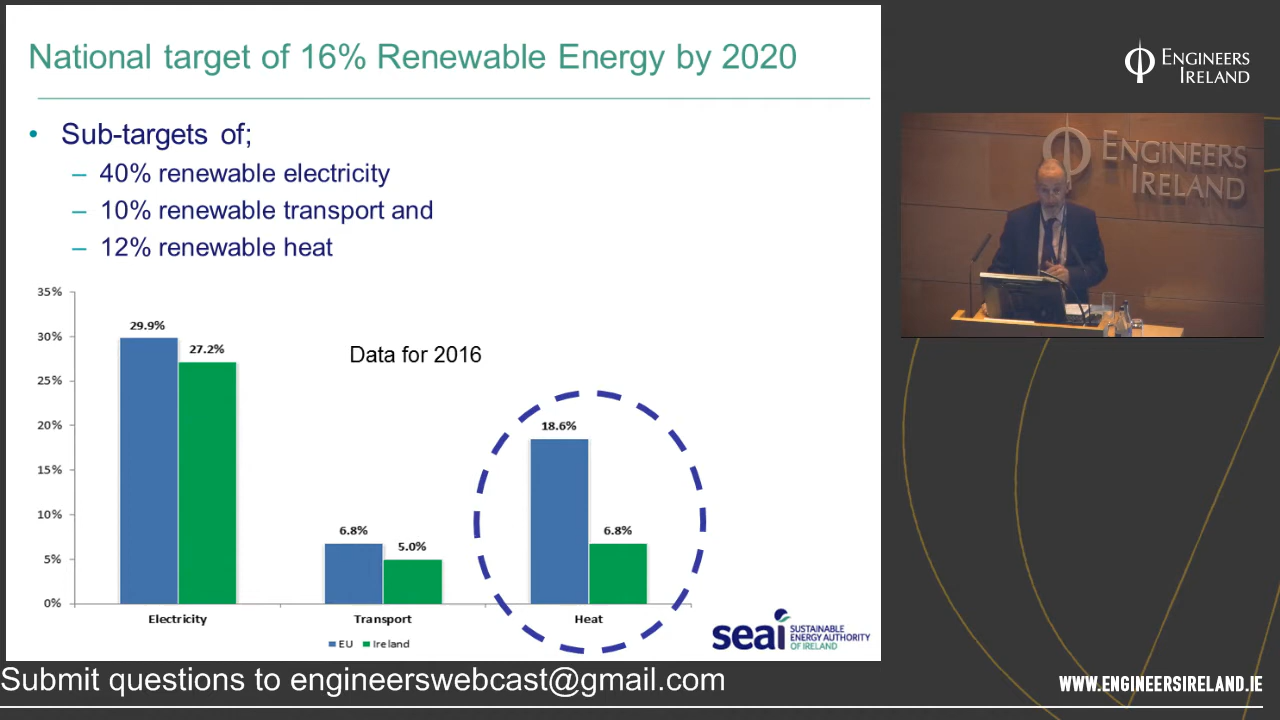 National target of 16% Renewable Energy by 2020
• Sub-targets of;
– 40% renewable electricity
– 10% renewable transport and
– 12% renewable heat
35%
30%
25%
20%
15%
10%
5%
0%
29.9%
27.2%
Data for 2016
6.8%
5.0%
18.6%
6.8%
Electricity
Transport
Heat
EU
Ireland
seai
SUSTAINABLE
ENERGY AUTHORITY
OF IRELAND
ENGINEERS
IRELAND
ENGINEERS
IRELAND
Submit questions to engineerswebcast@gmail.com
WWW.ENGINEERSIRELAND.IE